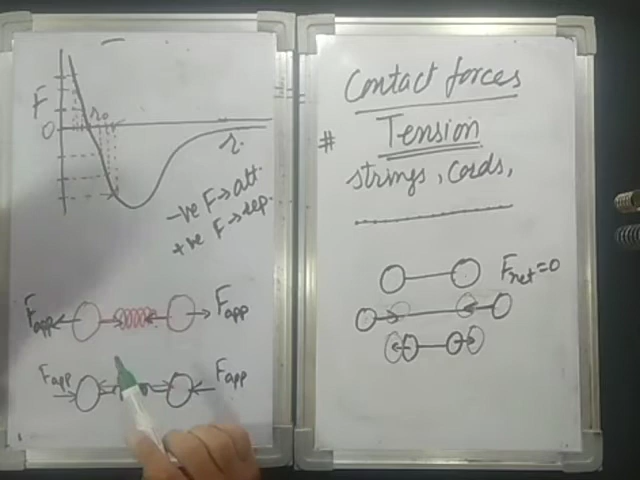 F
r₀
0
r
-ve F → att.
+ve F → rep.
Fapp Fapp
Fapp Fapp
Contact forces
# Tension
strings, cords,
Fnet=0